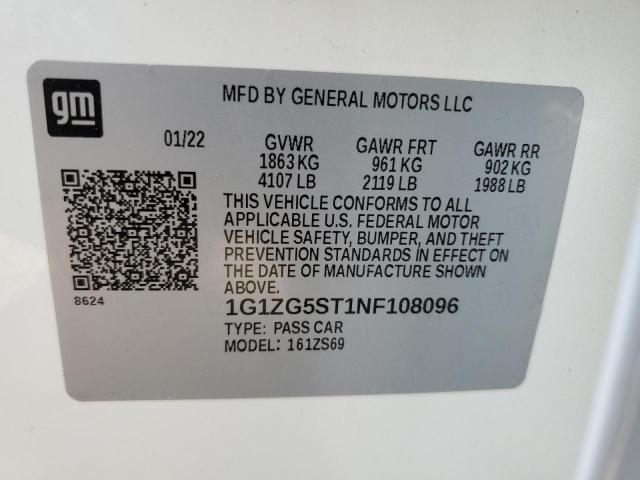 gm
MFD BY GENERAL MOTORS LLC
01/22 GVWR GAWR FRT GAWR RR
1863 KG 961 KG 902 KG
4107 LB 2119 LB 1988 LB
THIS VEHICLE CONFORMS TO ALL
APPLICABLE U.S. FEDERAL MOTOR
VEHICLE SAFETY, BUMPER, AND THEFT
PREVENTION STANDARDS IN EFFECT ON
THE DATE OF MANUFACTURE SHOWN
ABOVE.
8624
1G1ZG5ST1NF108096
TYPE: PASS CAR
MODEL: 161ZS69